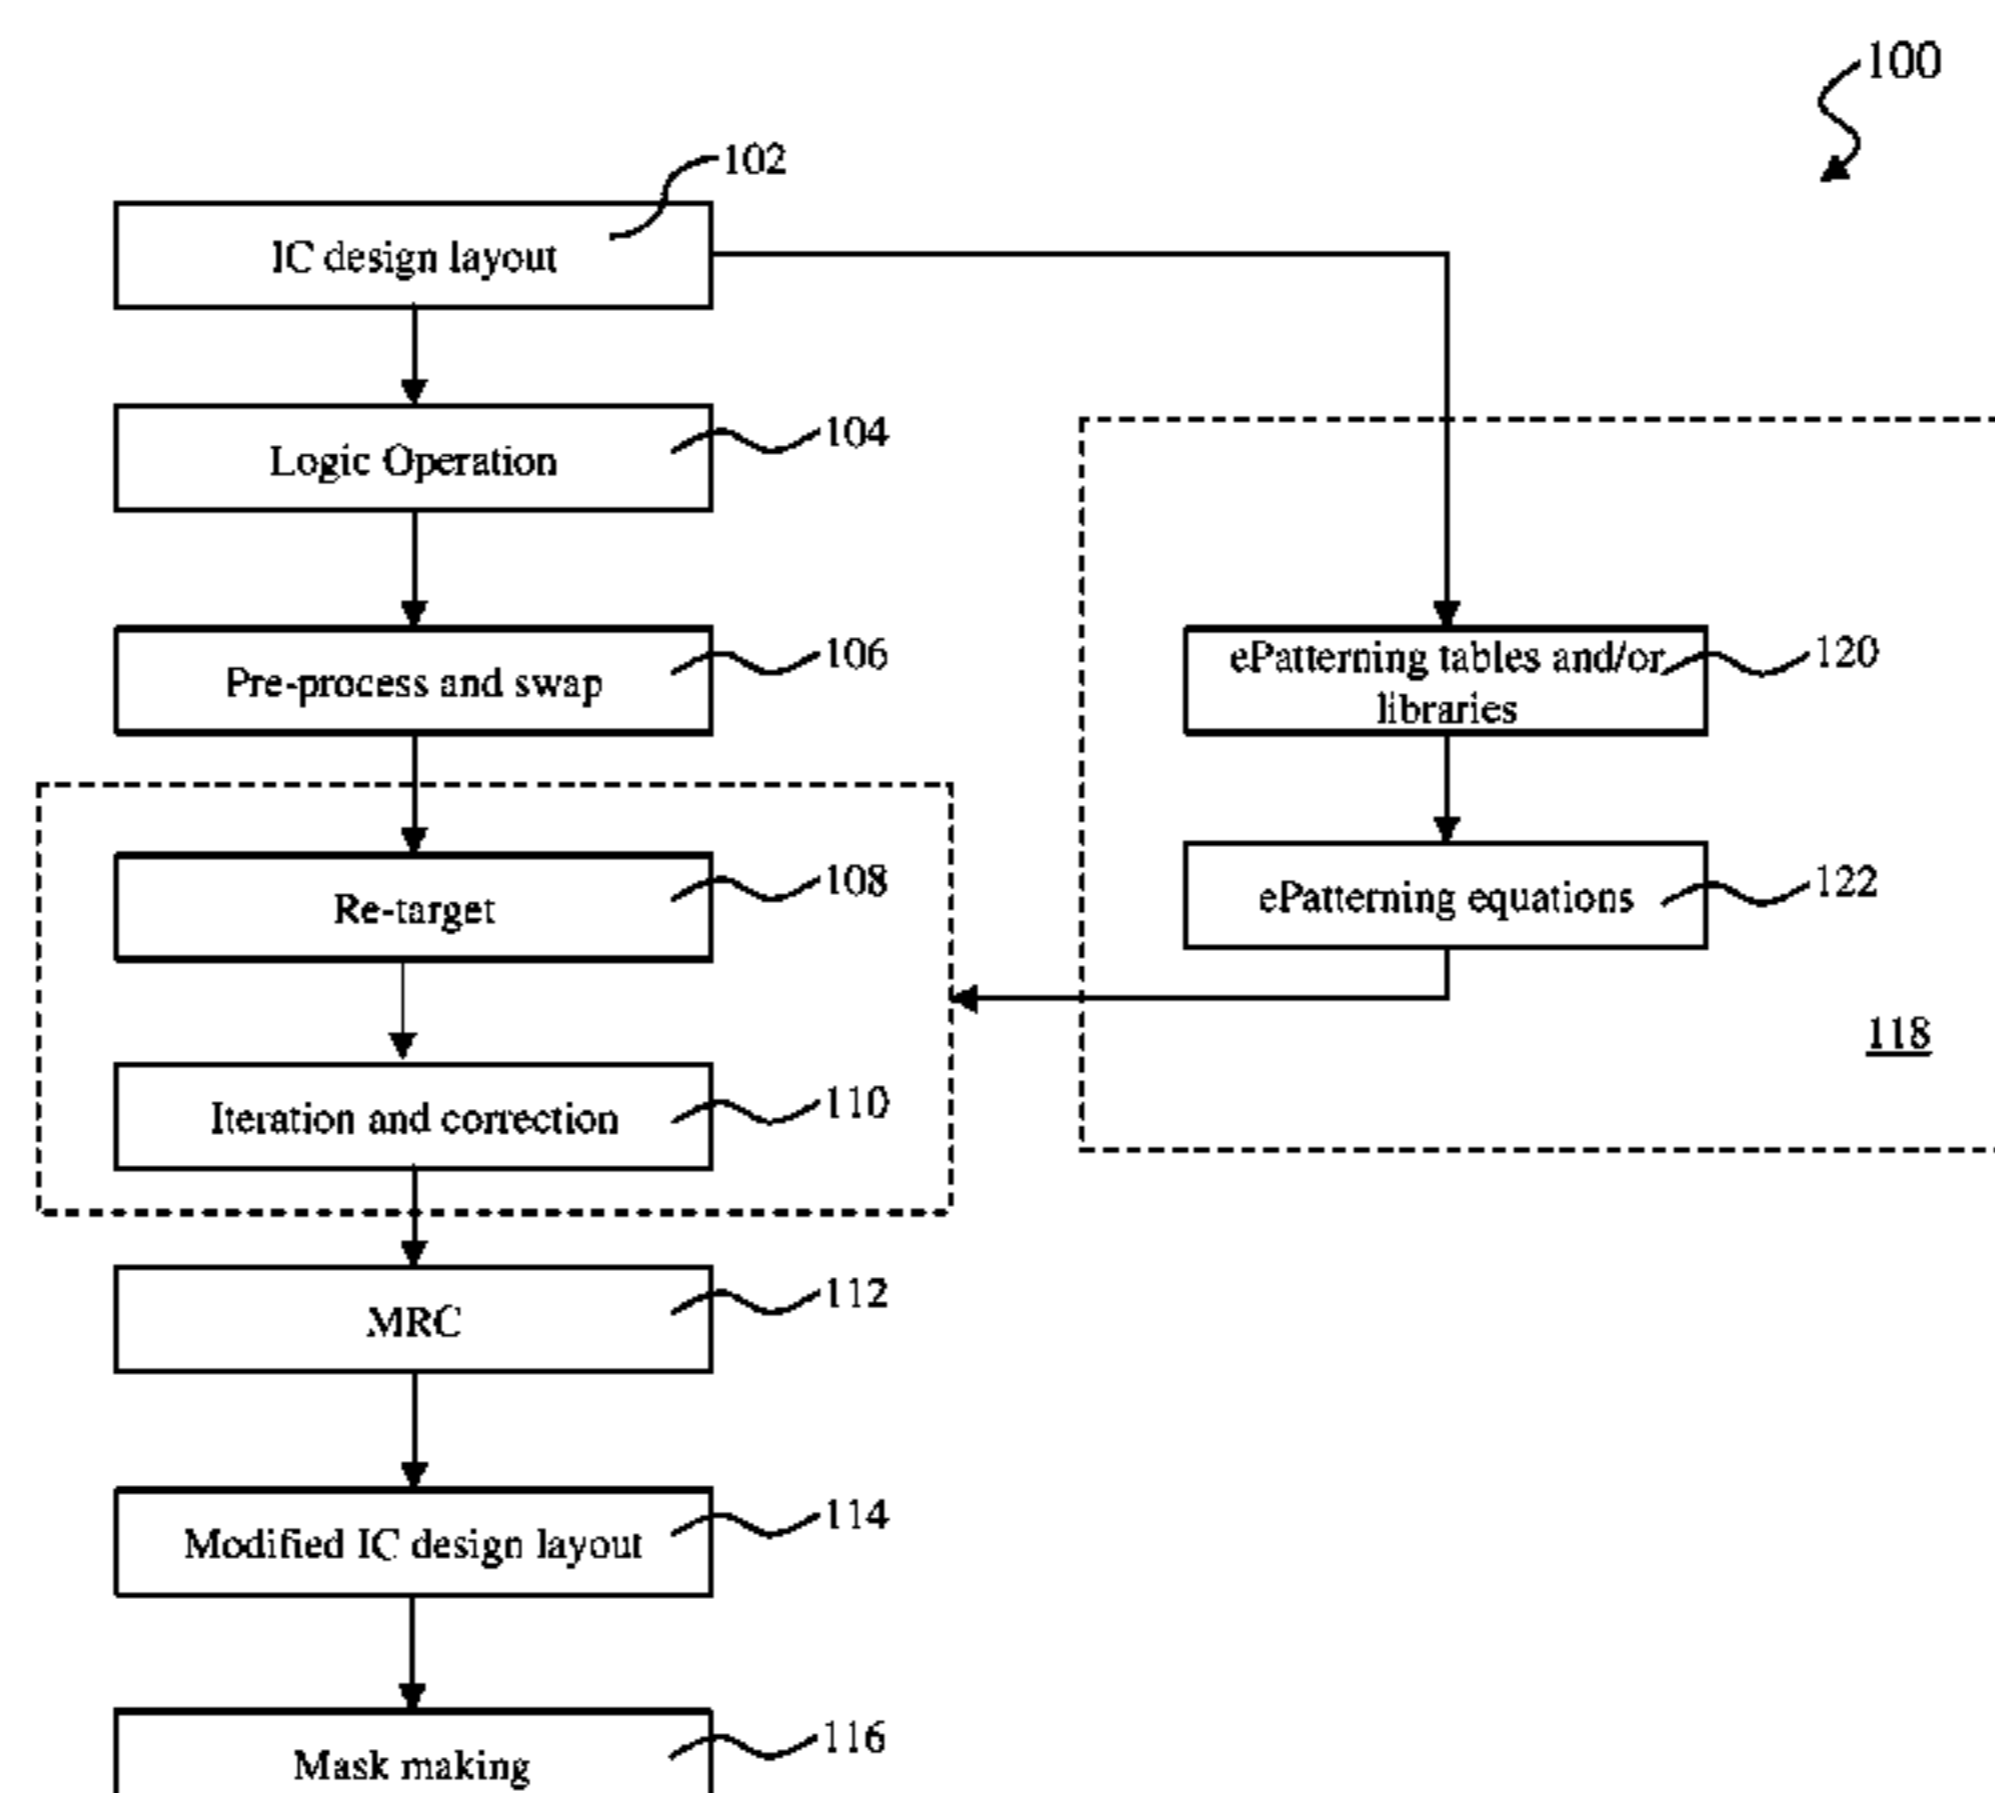 100
102
IC design layout
104
Logic Operation
106
Pre-process and swap
120
ePatterning tables and/or
libraries
108
Re-target
122
ePatterning equations
118
110
Iteration and correction
112
MRC
114
Modified IC design layout
116
Mask making